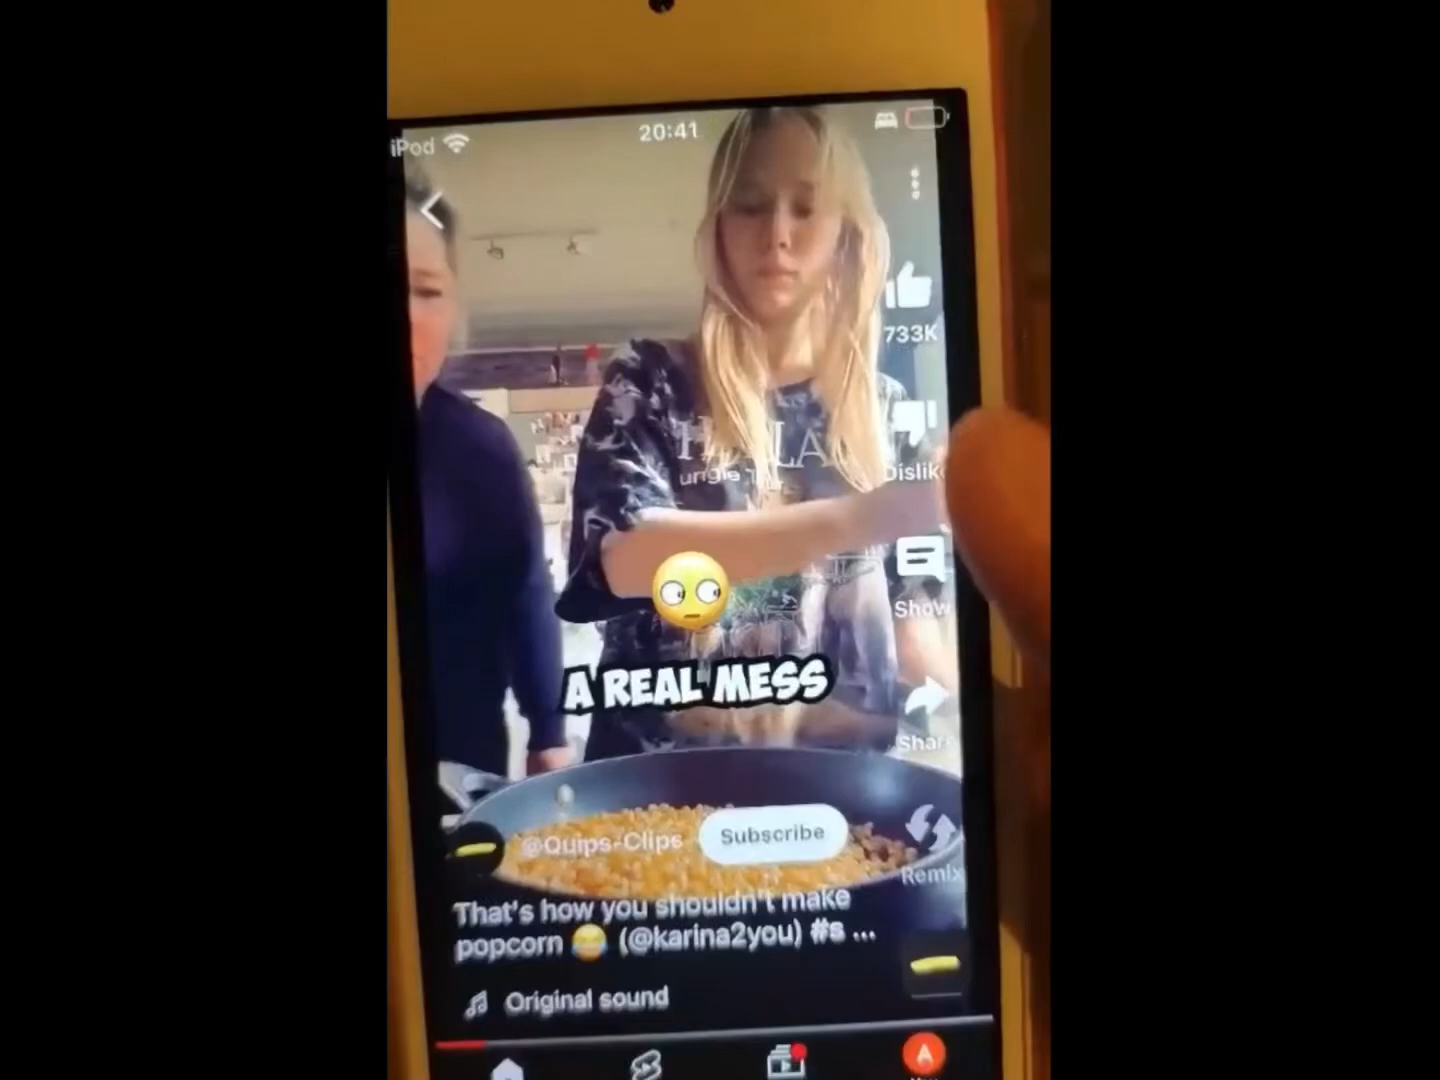 iPod
20:41
733K
Dislik
Show
A REAL MESS
Share
@Quips-Clips
Subscribe
Remix
That's how you shouldn't make
popcorn 😂 (@karina2you) #s ...
Original sound